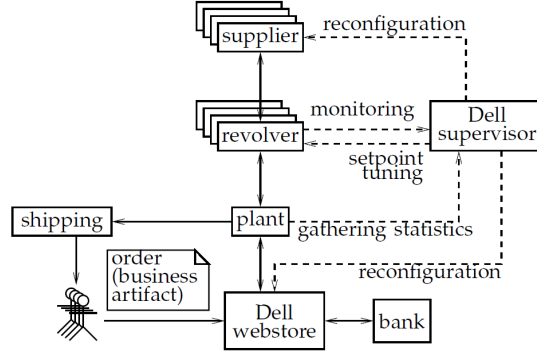 reconfiguration
supplier
monitoring
Dell
supervisor
revolver
setpoint
tuning
shipping
plant
gathering statistics
order
(business
artifact)
reconfiguration
Dell
webstore
bank